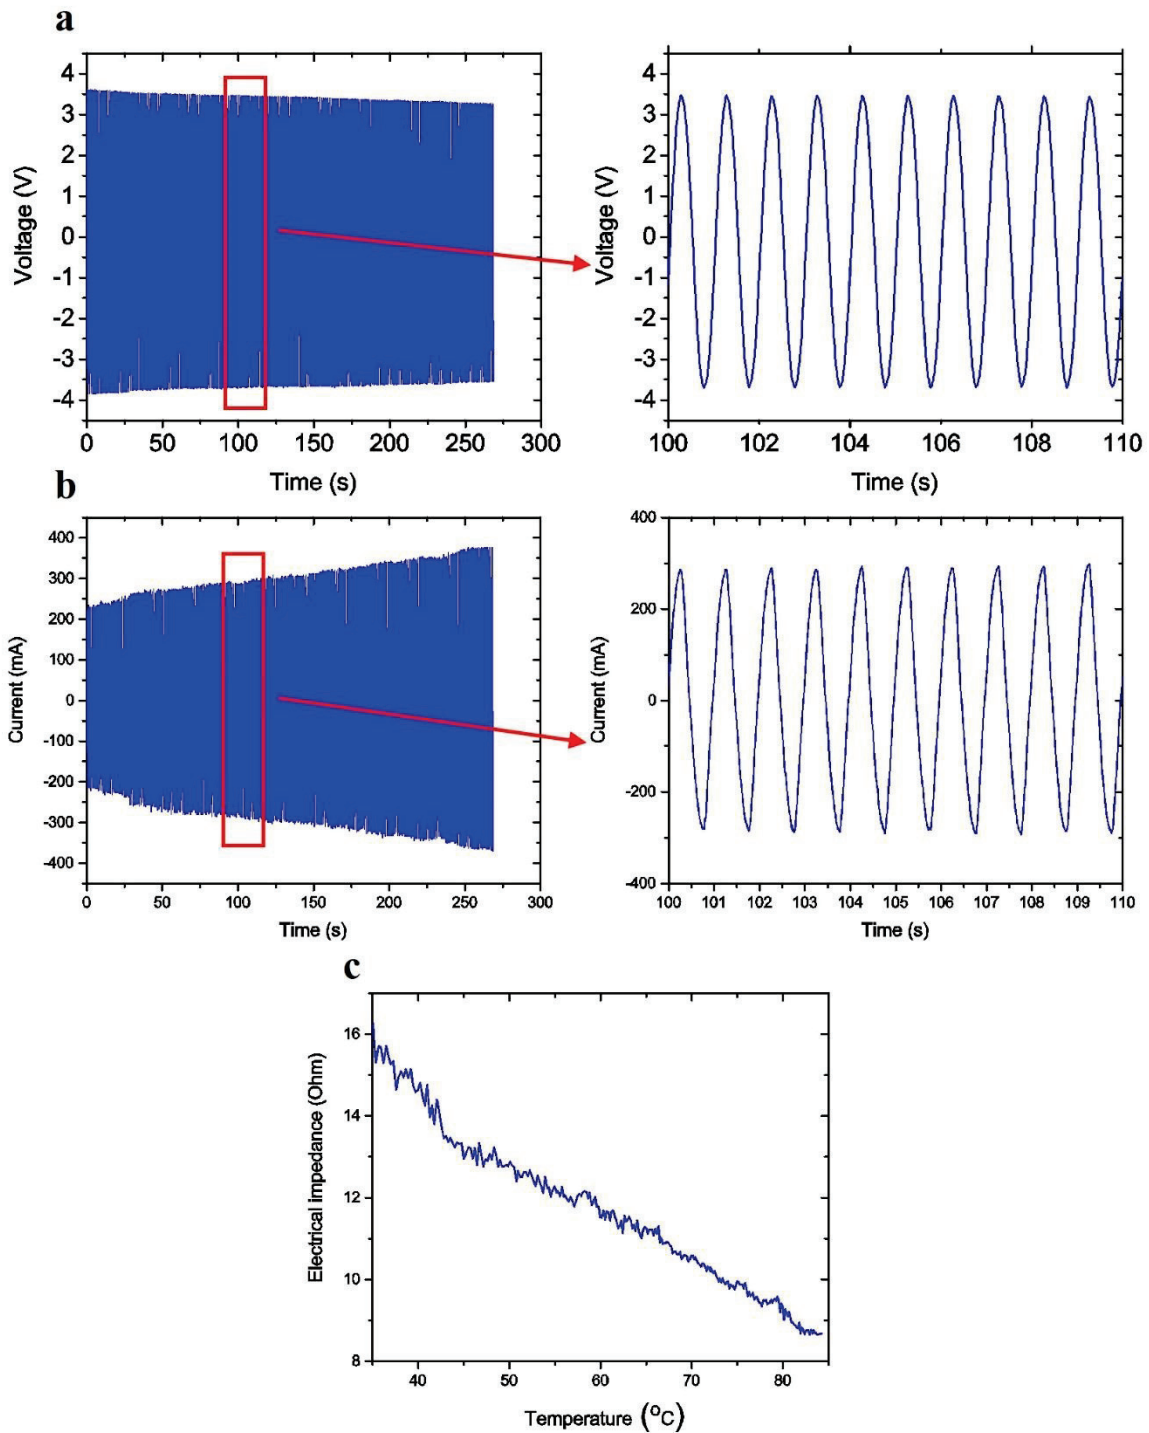 a
4
3
2
1
0
-1
-2
-3
-4
Voltage (V)
0 50 100 150 200 250 300
Time (s)
4
3
2
1
0
-1
-2
-3
-4
Voltage (V)
100 102 104 106 108 110
Time (s)
b
400
300
200
100
0
-100
-200
-300
-400
Current (mA)
0 50 100 150 200 250 300
Time (s)
400
200
0
-200
-400
Current (mA)
100 101 102 103 104 105 106 107 108 109 110
Time (s)
c
16
14
12
10
8
Electrical impedance (Ohm)
40 50 60 70 80
Temperature (°C)